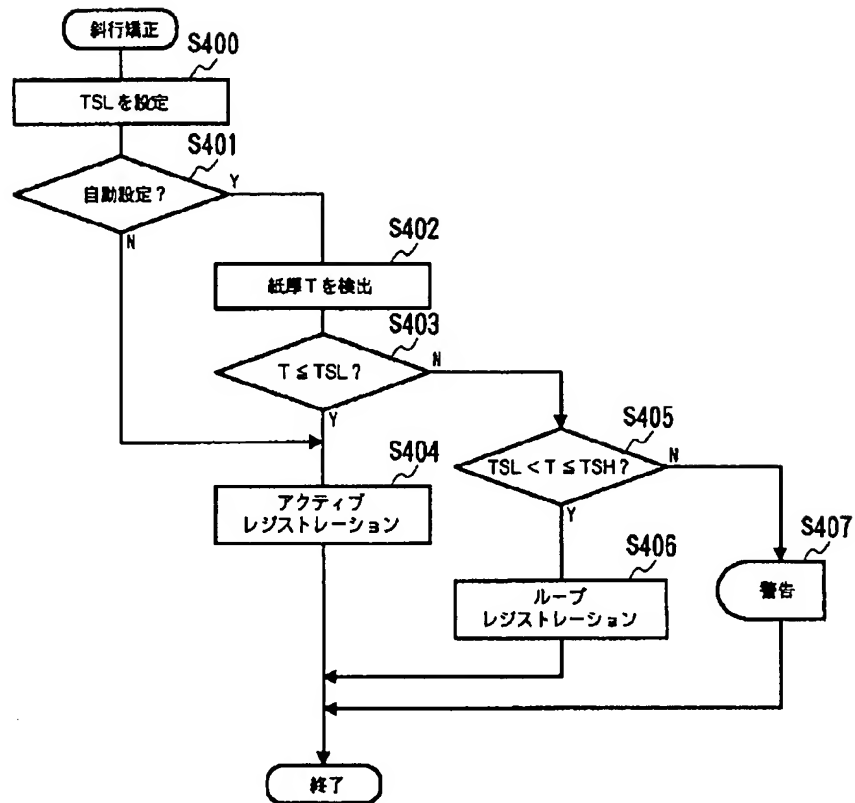 斜行矯正
S400
TSLを設定
S401
自動設定?
Y
N
S402
紙厚Tを検出
S403
T≦TSL?
N
Y
S404
アクティブ
レジストレーション
S405
TSL<T≦TSH?
N
Y
S406
ループ
レジストレーション
S407
警告
終了